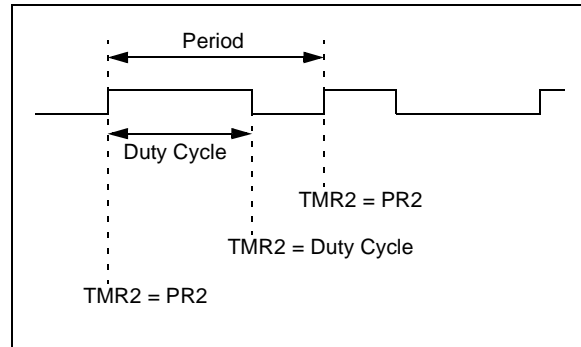 Period
Duty Cycle
TMR2 = PR2
TMR2 = Duty Cycle
TMR2 = PR2